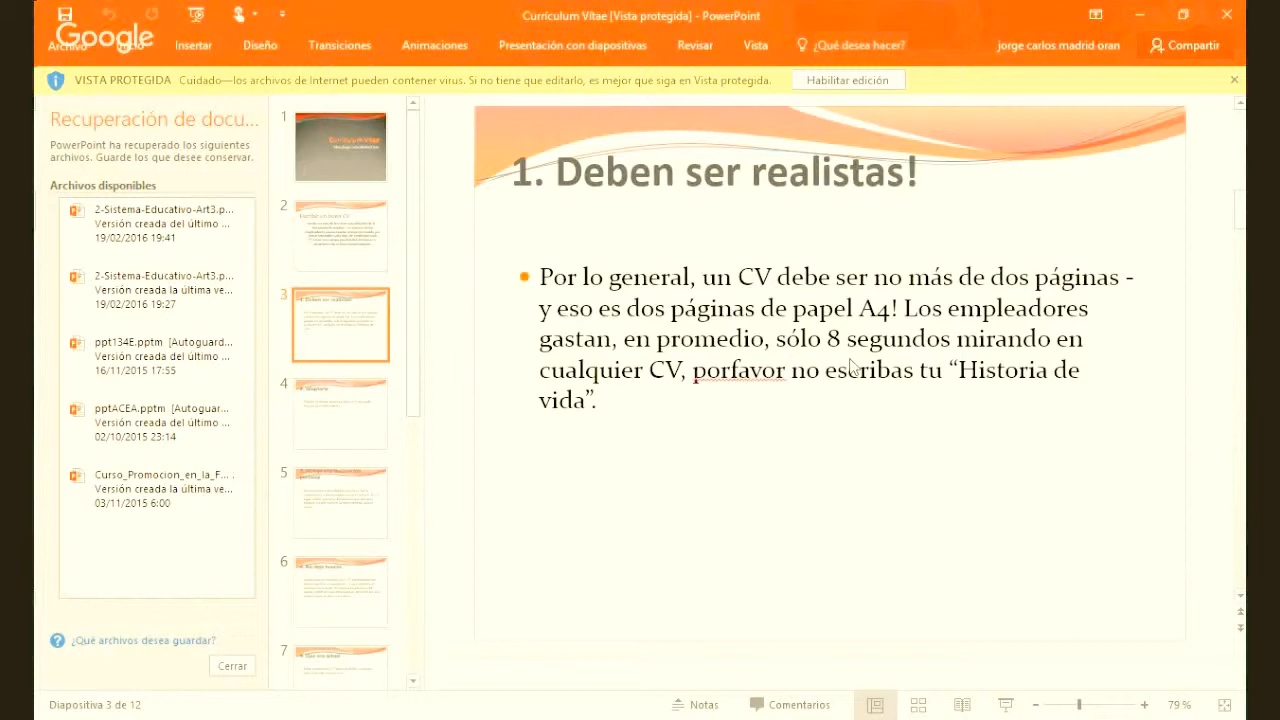 Currículum Vítae [Vista protegida] - PowerPoint
Google
Archivo Inicio Insertar Diseño Transiciones Animaciones Presentación con diapositivas Revisar Vista ¿Qué desea hacer? jorge carlos madrid oran Compartir
VISTA PROTEGIDA Cuidado—los archivos de Internet pueden contener virus. Si no tiene que editarlo, es mejor que siga en Vista protegida. Habilitar edición
Recuperación de docu...
PowerPoint ha recuperado los siguientes
archivos. Guarde los que desee conservar.
Archivos disponibles
2-Sistema-Educativo-Art3.p...
Versión creada del último ...
19/02/2016 19:41
2-Sistema-Educativo-Art3.p...
Versión creada la última ve...
19/02/2016 19:27
ppt134E.pptm [Autoguard...
Versión creada del último ...
16/11/2015 17:55
pptACEA.pptm [Autoguar...
Versión creada del último ...
02/10/2015 23:14
Curso_Promocion_en_la_F...
Versión creada la última ve...
03/11/2015 6:00
¿Qué archivos desea guardar?
Cerrar
1
2
Escribir un buen CV
3
1. Deben ser realistas!
4
5
6
7
1. Deben ser realistas!
Por lo general, un CV debe ser no más de dos páginas -
y eso es dos páginas de papel A4! Los empleadores
gastan, en promedio, sólo 8 segundos mirando en
cualquier CV, porfavor no escribas tu “Historia de
vida”.
Diapositiva 3 de 12
Notas Comentarios 79 %